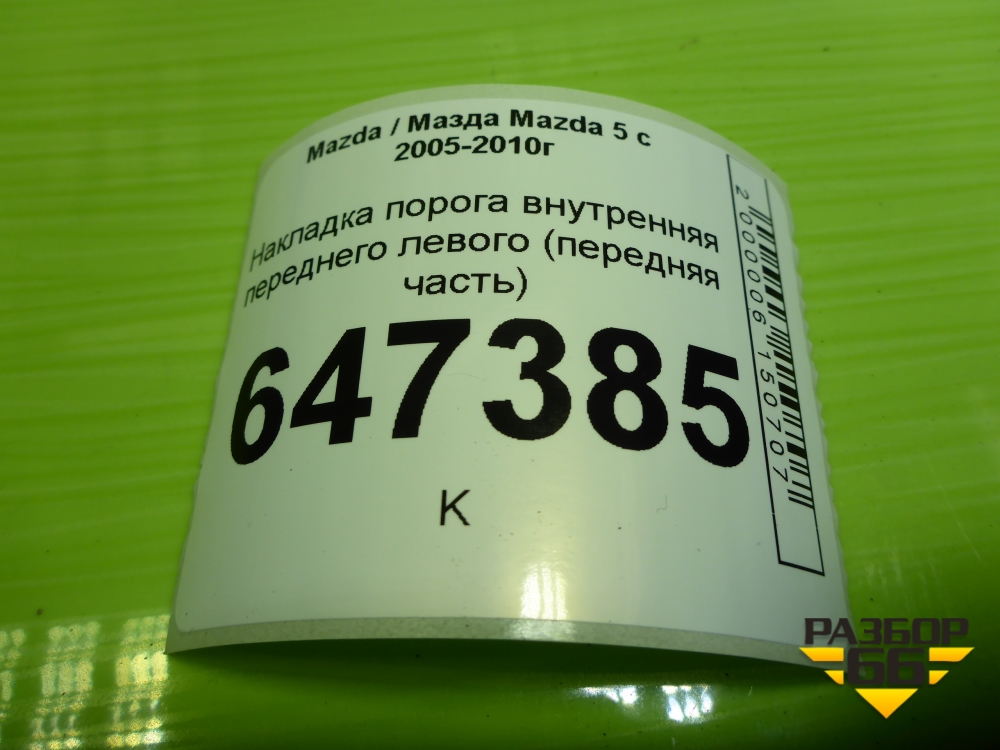 Mazda / Мазда Mazda 5 с
2005-2010г
Накладка порога внутренняя
переднего левого (передняя
часть)
647385
К
2000006150707
РАЗБОР
66